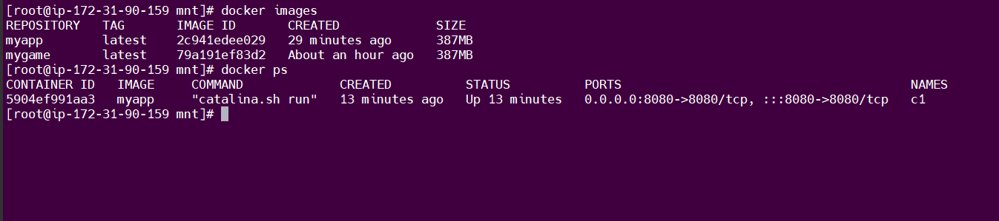 [root@ip-172-31-90-159 mnt]# docker images
REPOSITORY   TAG       IMAGE ID       CREATED             SIZE
myapp        latest    2c941edee029   29 minutes ago      387MB
mygame       latest    79a191ef83d2   About an hour ago   387MB
[root@ip-172-31-90-159 mnt]# docker ps
CONTAINER ID   IMAGE     COMMAND             CREATED          STATUS          PORTS                                       NAMES
5904ef991aa3   myapp     "catalina.sh run"   13 minutes ago   Up 13 minutes   0.0.0.0:8080->8080/tcp, :::8080->8080/tcp   c1
[root@ip-172-31-90-159 mnt]#